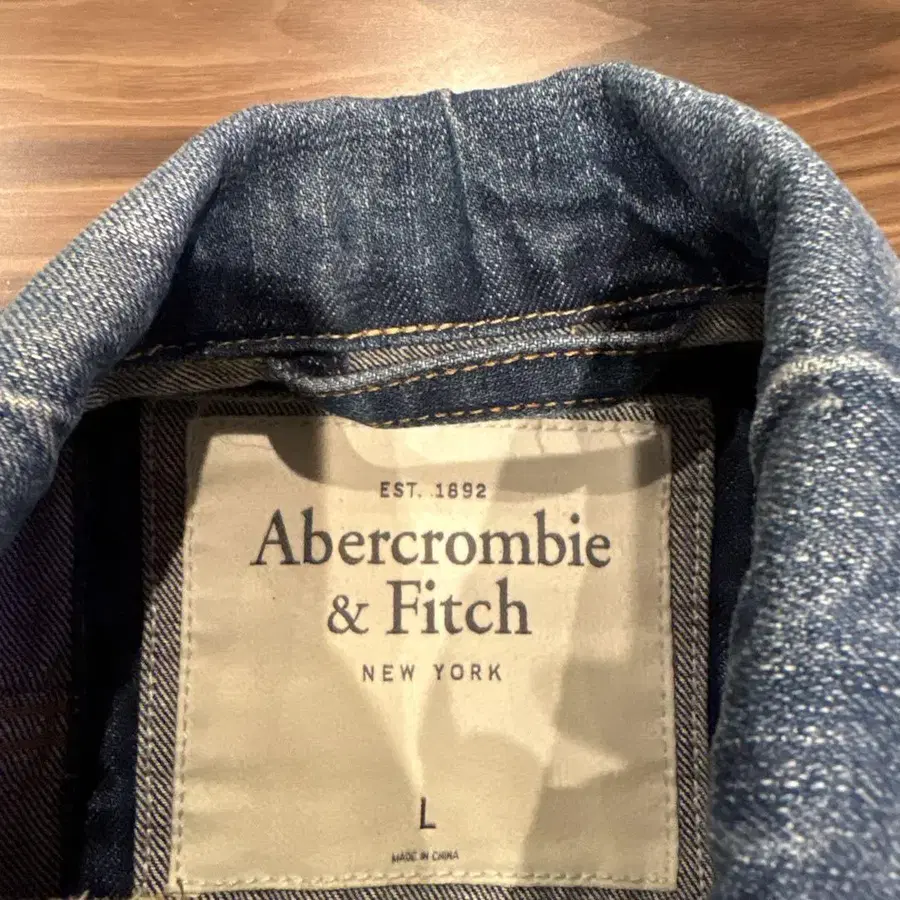 EST. 1892
Abercrombie
& Fitch
NEW YORK
L
MADE IN CHINA